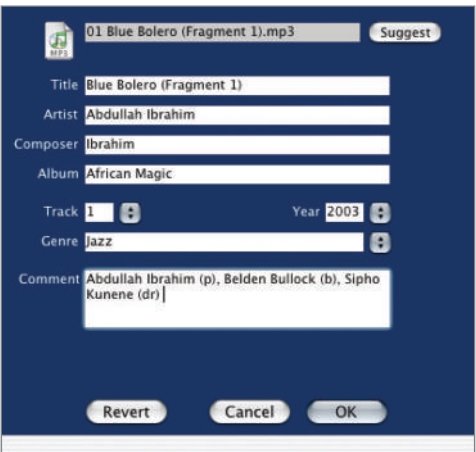 01 Blue Bolero (Fragment 1).mp3 Suggest
MP3
Title Blue Bolero (Fragment 1)
Artist Abdullah Ibrahim
Composer Ibrahim
Album African Magic
Track 1 Year 2003
Genre Jazz
Comment Abdullah Ibrahim (p), Belden Bullock (b), Sipho
Kunene (dr)
Revert Cancel OK